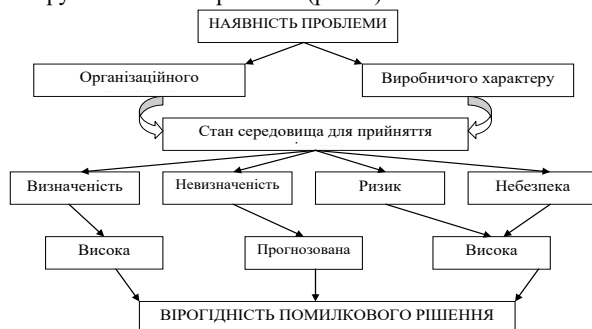 НАЯВНІСТЬ ПРОБЛЕМИ
Організаційного
Виробничого характеру
Стан середовища для прийняття
Визначеність
Невизначеність
Ризик
Небезпека
Висока
Прогнозована
Висока
ВІРОГІДНІСТЬ ПОМИЛКОВОГО РІШЕННЯ